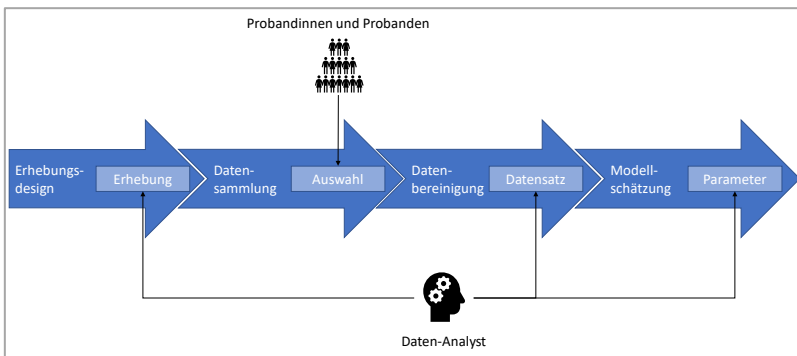 Probandinnen und Probanden
Erhebungs-
design
Erhebung
Daten-
sammlung
Auswahl
Daten-
bereinigung
Datensatz
Modell-
schätzung
Parameter
Daten-Analyst